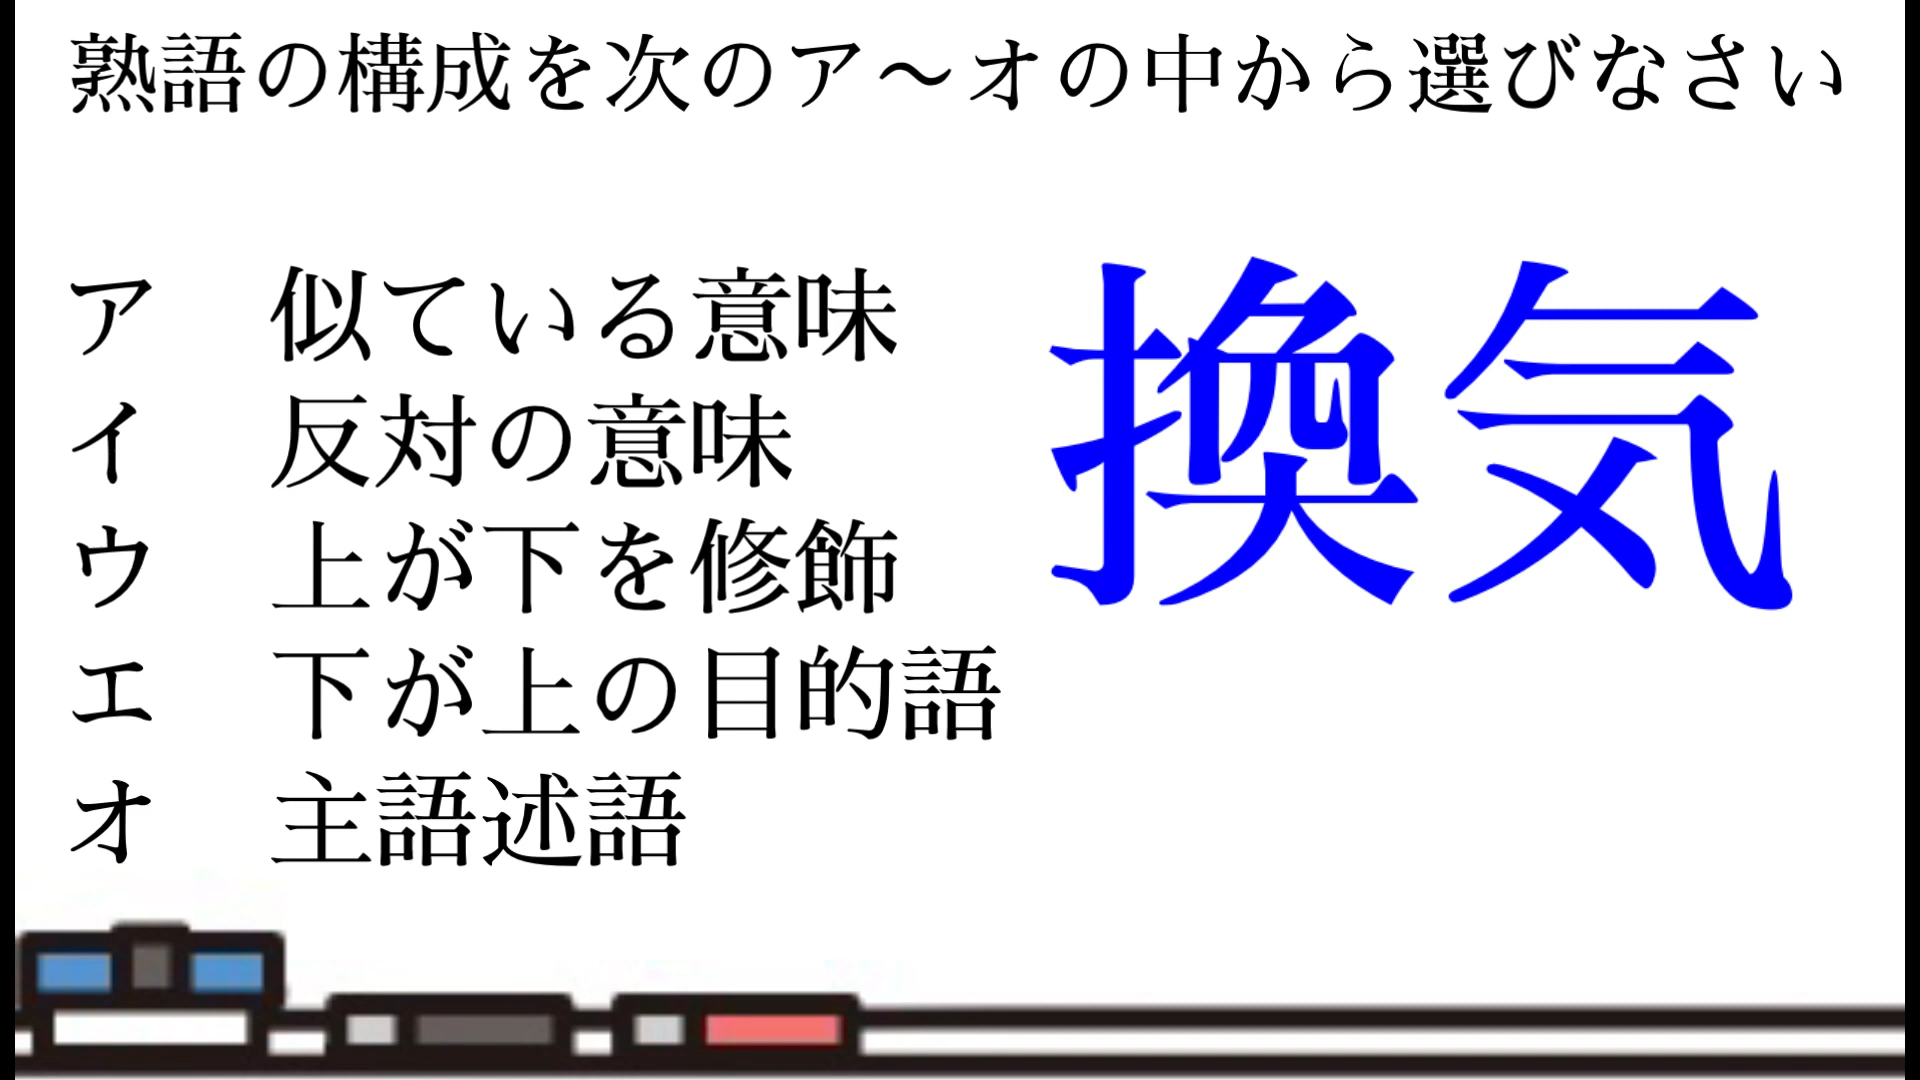 熟語の構成を次のア～オの中から選びなさい
ア 似ている意味
イ 反対の意味
ウ 上が下を修飾
エ 下が上の目的語
オ 主語述語
換気